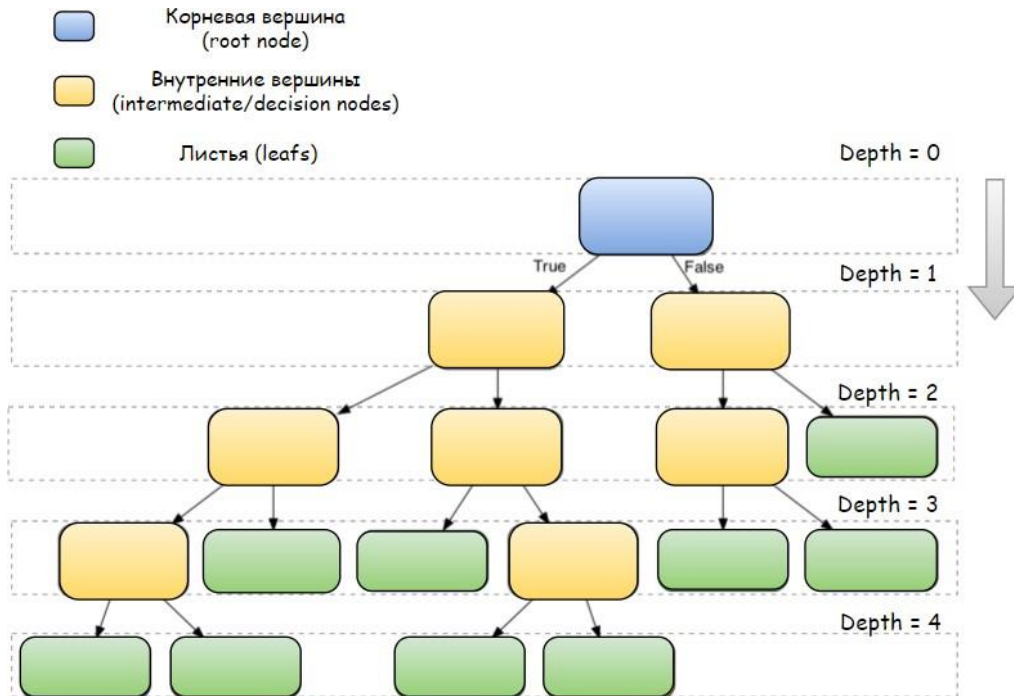 Корневая вершина
(root node)
Внутренние вершины
(intermediate/decision nodes)
Листья (leafs)
Depth = 0
True
False
Depth = 1
Depth = 2
Depth = 3
Depth = 4